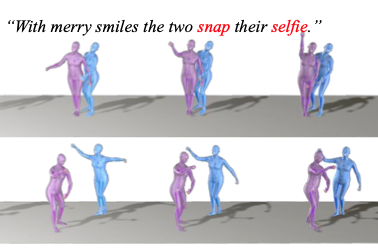 “With merry smiles the two snap their selfie.”